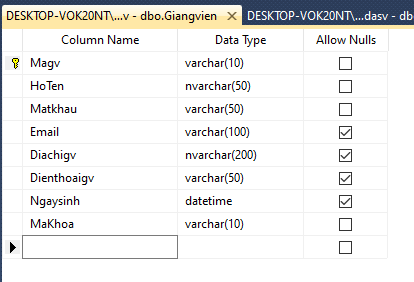 DESKTOP-VOK20NT\...v - dbo.Giangvien
DESKTOP-VOK20NT\...dasv - db
Column Name Data Type Allow Nulls
Magv varchar(10)
HoTen nvarchar(50)
Matkhau varchar(50)
Email varchar(100)
Diachigv nvarchar(200)
Dienthoaigv varchar(50)
Ngaysinh datetime
MaKhoa varchar(10)